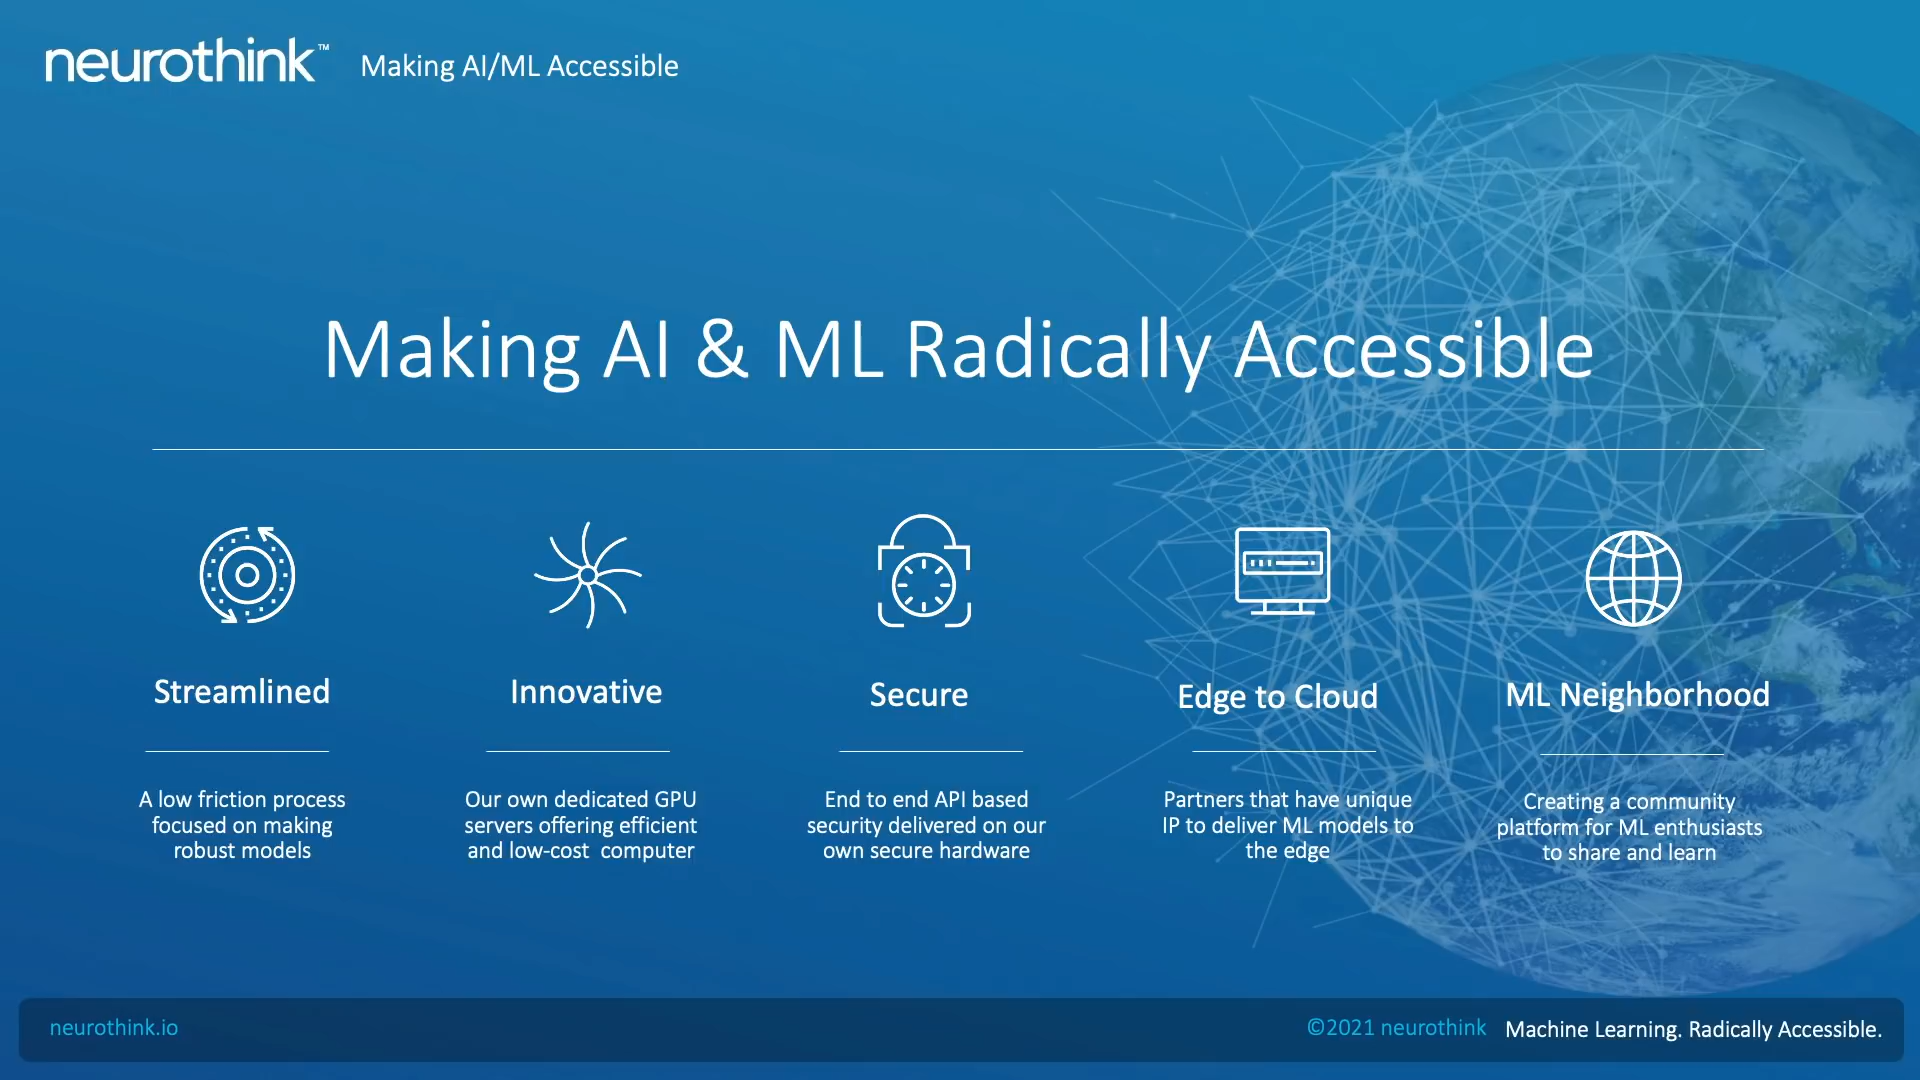 neurothink™ Making AI/ML Accessible
Making AI & ML Radically Accessible
Streamlined
A low friction process
focused on making
robust models
Innovative
Our own dedicated GPU
servers offering efficient
and low-cost computer
Secure
End to end API based
security delivered on our
own secure hardware
Edge to Cloud
Partners that have unique
IP to deliver ML models to
the edge
ML Neighborhood
Creating a community
platform for ML enthusiasts
to share and learn
neurothink.io
©2021 neurothink Machine Learning. Radically Accessible.